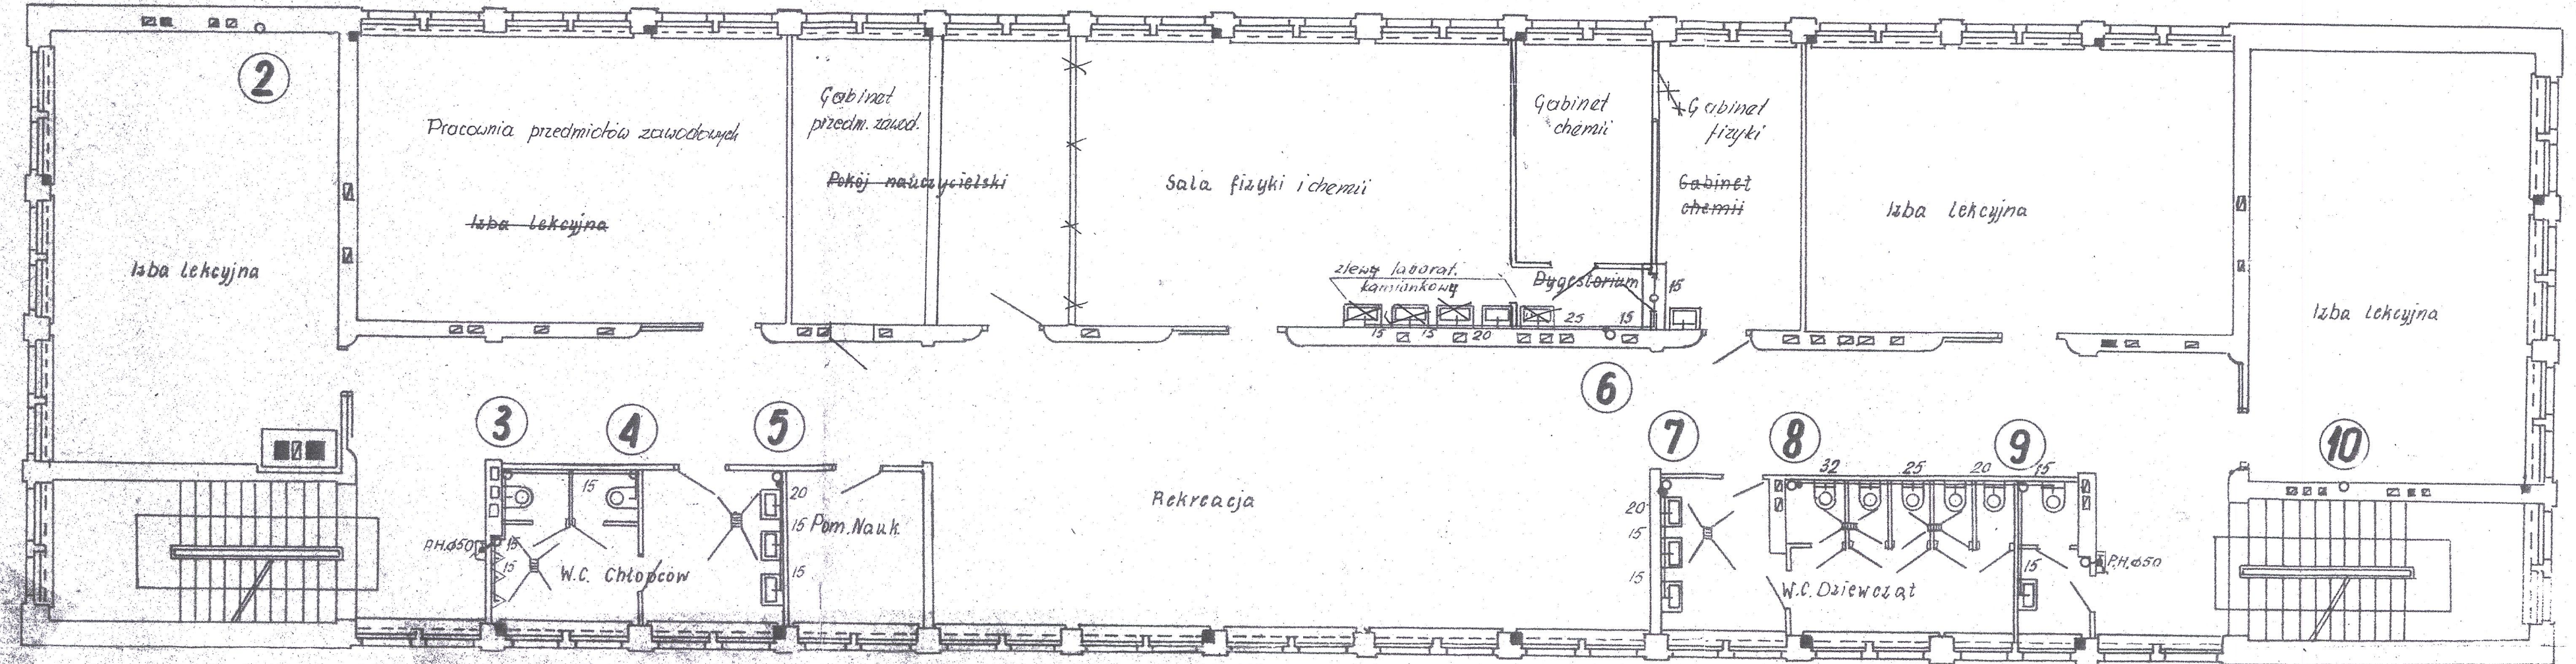 2
Pracownia przedmiotów zawodowych
Izba lekcyjna
Gabinet
przedm. zawod.
Pokój nauczycielski
Sala fizyki i chemii
Gabinet
chemii
Gabinet
fizyki
Gabinet
chemii
Izba lekcyjna
Izba lekcyjna
Izba lekcyjna
zlewy laborat.
kamionkowy
Dygestorium
15
15 15 20 25 15
6
3 4 5
7 8 9 10
32 25 20 15
15
20
15 Pom. Nauk.
15
P.H.ø50
15
15
W.C. Chłopców
Rekreacja
20
15
15
W.C. Dziewcząt
15
P.H.ø50